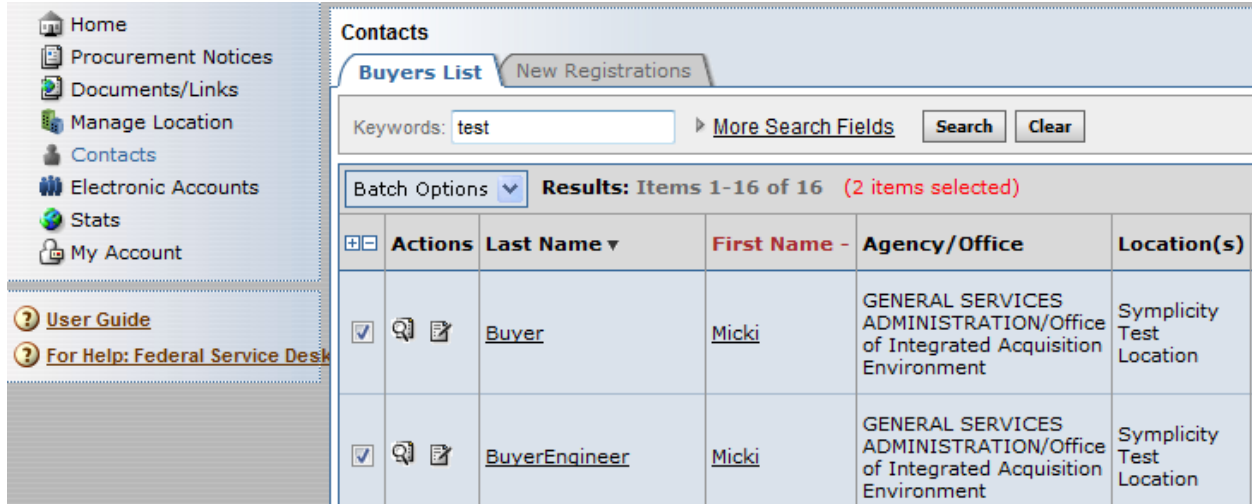 Home
Procurement Notices
Documents/Links
Manage Location
Contacts
Electronic Accounts
Stats
My Account
User Guide
For Help: Federal Service Desk
Contacts
Buyers List
New Registrations
Keywords: test
More Search Fields
Search
Clear
Batch Options
Results: Items 1-16 of 16 (2 items selected)
Actions Last Name First Name - Agency/Office Location(s)
Buyer
Micki
GENERAL SERVICES
ADMINISTRATION/Office
of Integrated Acquisition
Environment
Symplicity
Test
Location
BuyerEngineer
Micki
GENERAL SERVICES
ADMINISTRATION/Office
of Integrated Acquisition
Environment
Symplicity
Test
Location